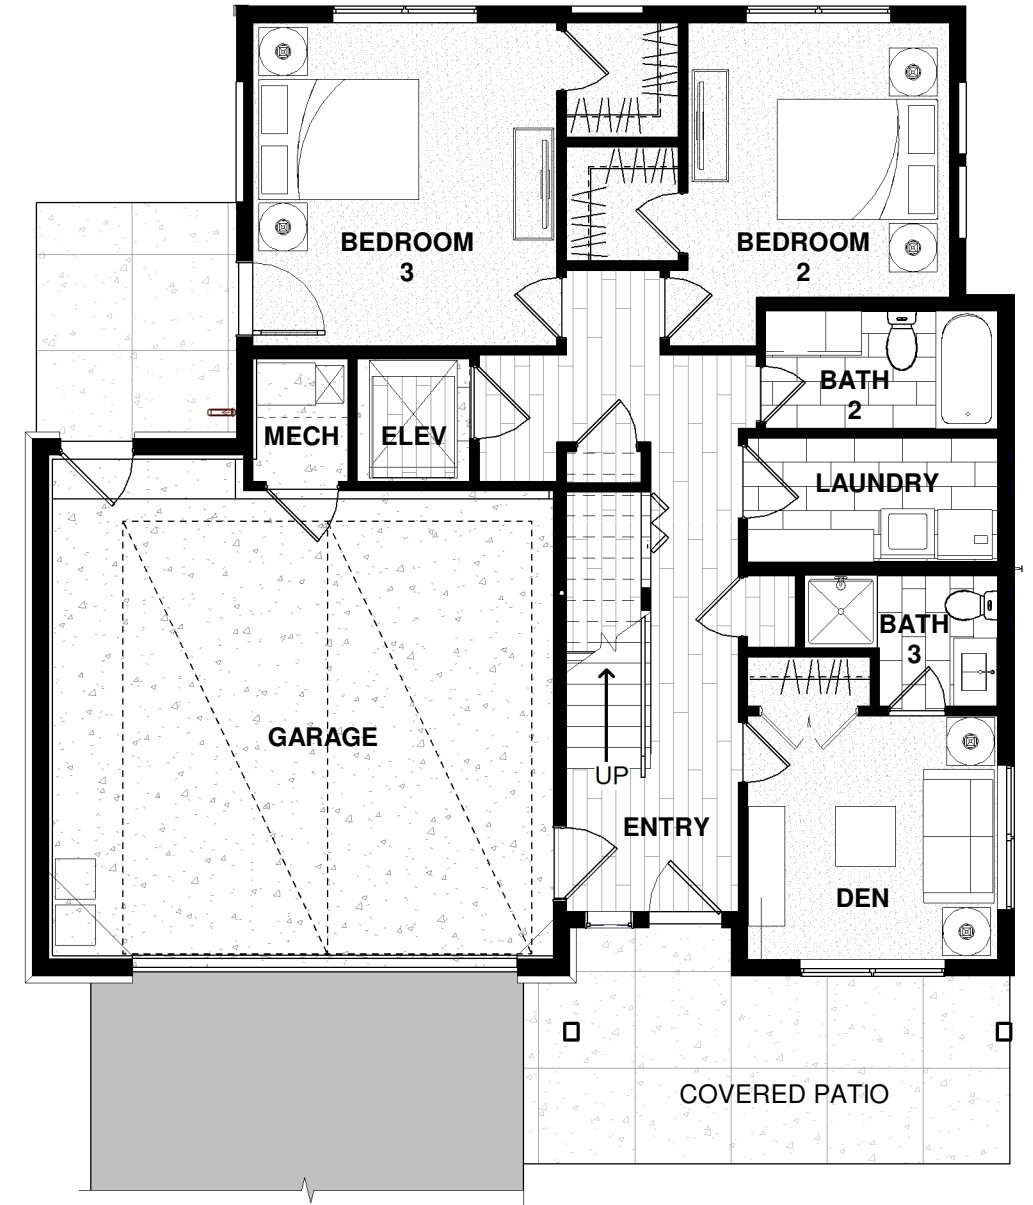 BEDROOM
3
BEDROOM
2
BATH
2
MECH
ELEV
LAUNDRY
BATH
3
GARAGE
UP
ENTRY
DEN
COVERED PATIO